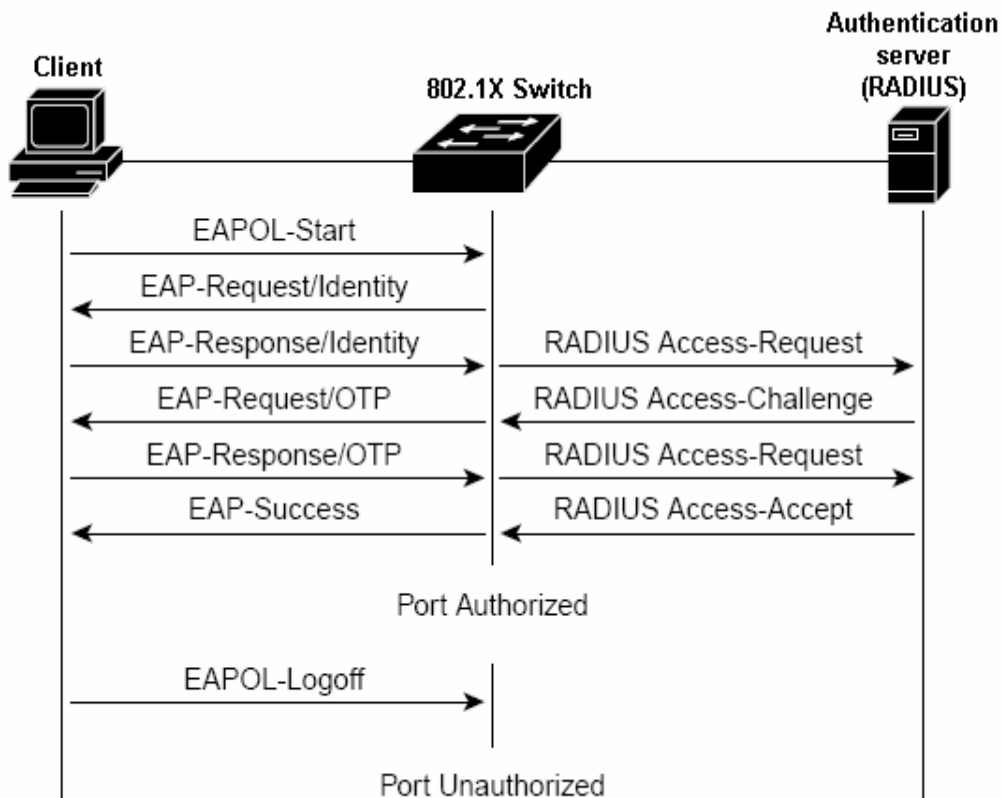 Authentication
server
(RADIUS)
Client
802.1X Switch
EAPOL-Start
EAP-Request/Identity
EAP-Response/Identity
RADIUS Access-Request
EAP-Request/OTP
RADIUS Access-Challenge
EAP-Response/OTP
RADIUS Access-Request
EAP-Success
RADIUS Access-Accept
Port Authorized
EAPOL-Logoff
Port Unauthorized